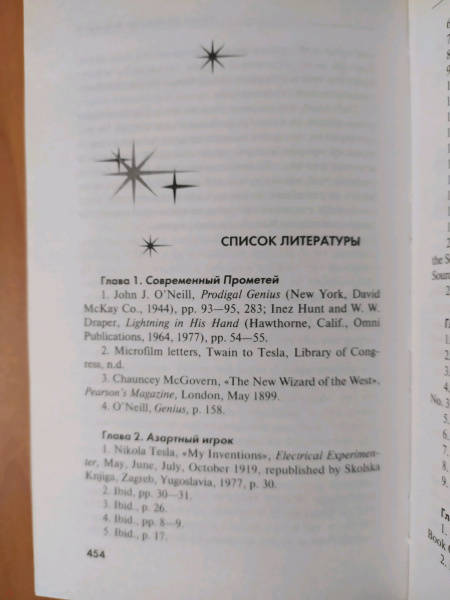 СПИСОК ЛИТЕРАТУРЫ
Глава 1. Современный Прометей
1. John J. O'Neill, Prodigal Genius (New York, David
McKay Co., 1944), pp. 93—95, 283; Inez Hunt and W. W.
Draper, Lightning in His Hand (Hawthorne, Calif., Omni
Publications, 1964, 1977), pp. 54—55.
2. Microfilm letters, Twain to Tesla, Library of Cong-
ress, n.d.
3. Chauncey McGovern, «The New Wizard of the West»,
Pearson's Magazine, London, May 1899.
4. O'Neill, Genius, p. 158.
Глава 2. Азартный игрок
1. Nikola Tesla, «My Inventions», Electrical Experimen-
ter, May, June, July, October 1919, republished by Skolska
Knjiga, Zagreb, Yugoslavia, 1977, p. 30.
2. Ibid., pp. 30—31.
3. Ibid., p. 26.
4. Ibid., pp. 8—9.
5. Ibid., p. 17.
454
the S
Sour
No. 3
Book